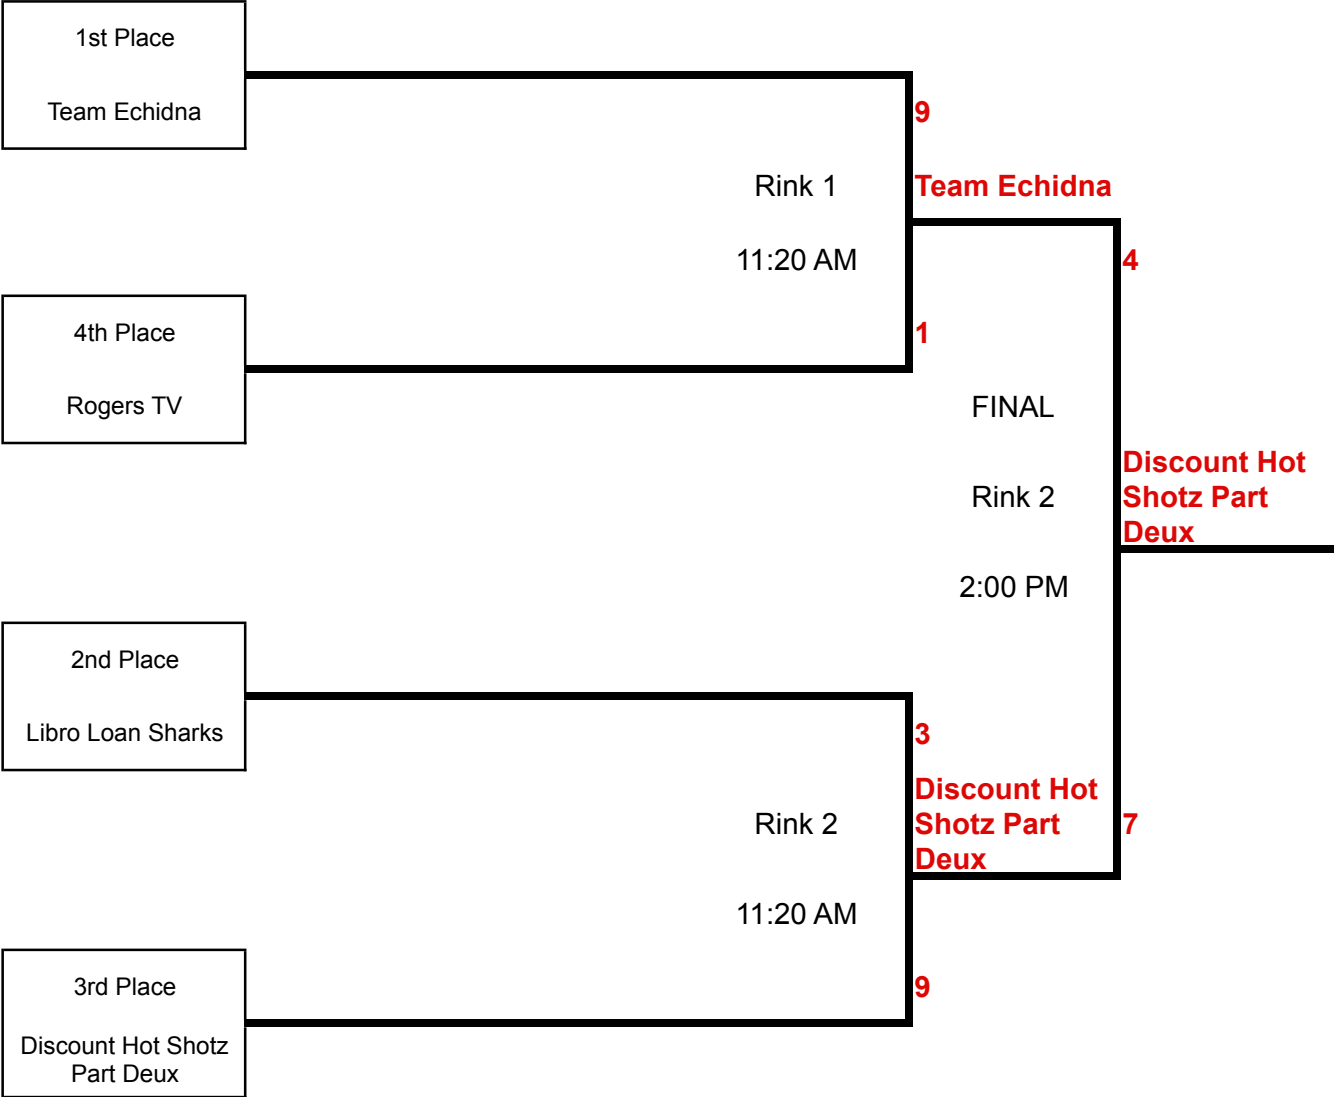 1st Place
Team Echidna
9
Rink 1
Team Echidna
11:20 AM
4
4th Place
1
Rogers TV
FINAL
Discount Hot
Shotz Part
Deux
Rink 2
2:00 PM
2nd Place
Libro Loan Sharks
3
Discount Hot
Shotz Part
Deux
Rink 2
7
11:20 AM
3rd Place
9
Discount Hot Shotz
Part Deux